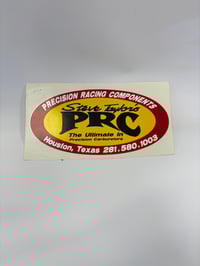 PRECISION RACING COMPONENTS
Steve Taylor's
PRC
The Ultimate In
Precision Carburetors
Houston, Texas 281.580.1003